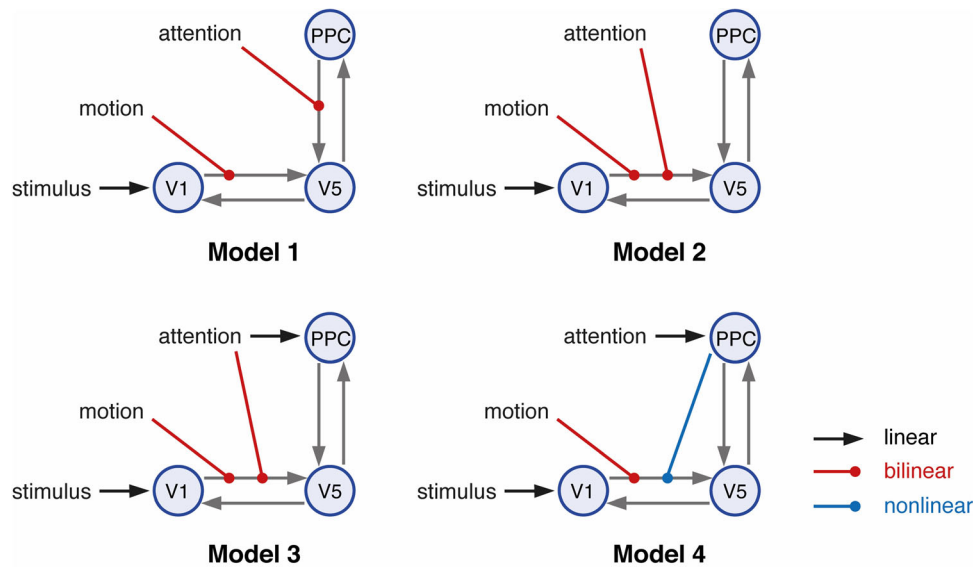 attention
PPC
motion
stimulus
V1
V5
Model 1
attention
PPC
motion
stimulus
V1
V5
Model 2
attention
PPC
motion
stimulus
V1
V5
Model 3
attention
PPC
motion
stimulus
V1
V5
Model 4
linear
bilinear
nonlinear